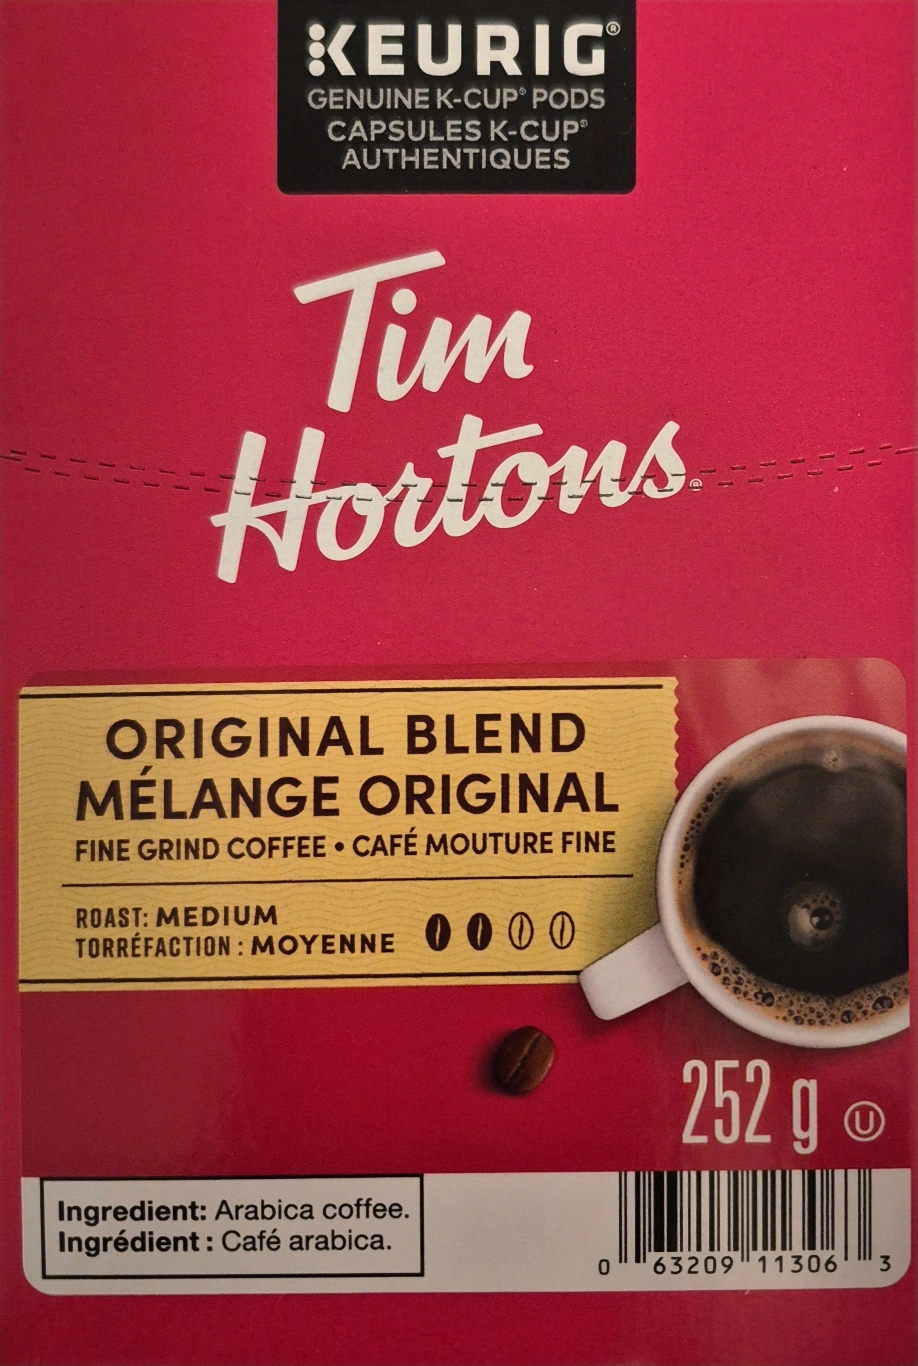 KEURIG®
GENUINE K-CUP® PODS
CAPSULES K-CUP®
AUTHENTIQUES
Tim
Hortons®
ORIGINAL BLEND
MÉLANGE ORIGINAL
FINE GRIND COFFEE • CAFÉ MOUTURE FINE
ROAST: MEDIUM
TORRÉFACTION : MOYENNE
252 g U
Ingredient: Arabica coffee.
Ingrédient : Café arabica.
0 63209 11306 3